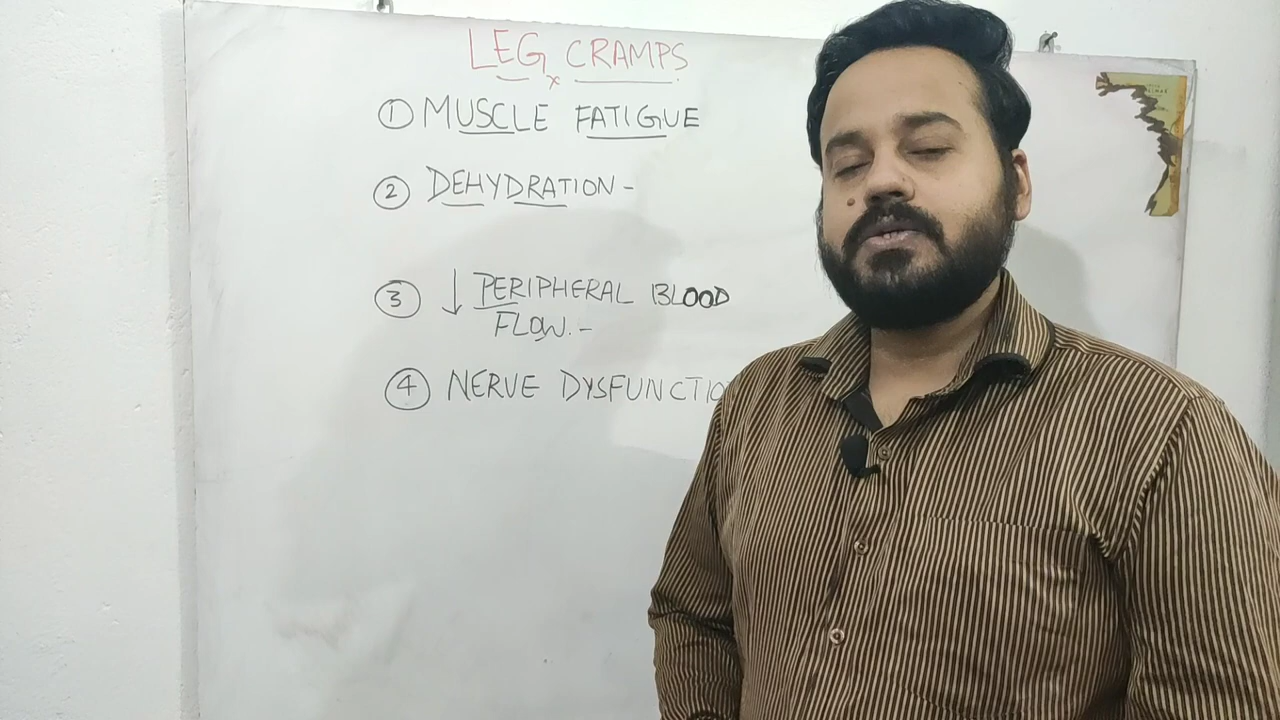 LEG CRAMPS
① MUSCLE FATIGUE
② DEHYDRATION -
③ ↓ PERIPHERAL BLOOD
FLOW. -
④ NERVE DYSFUNCTIO